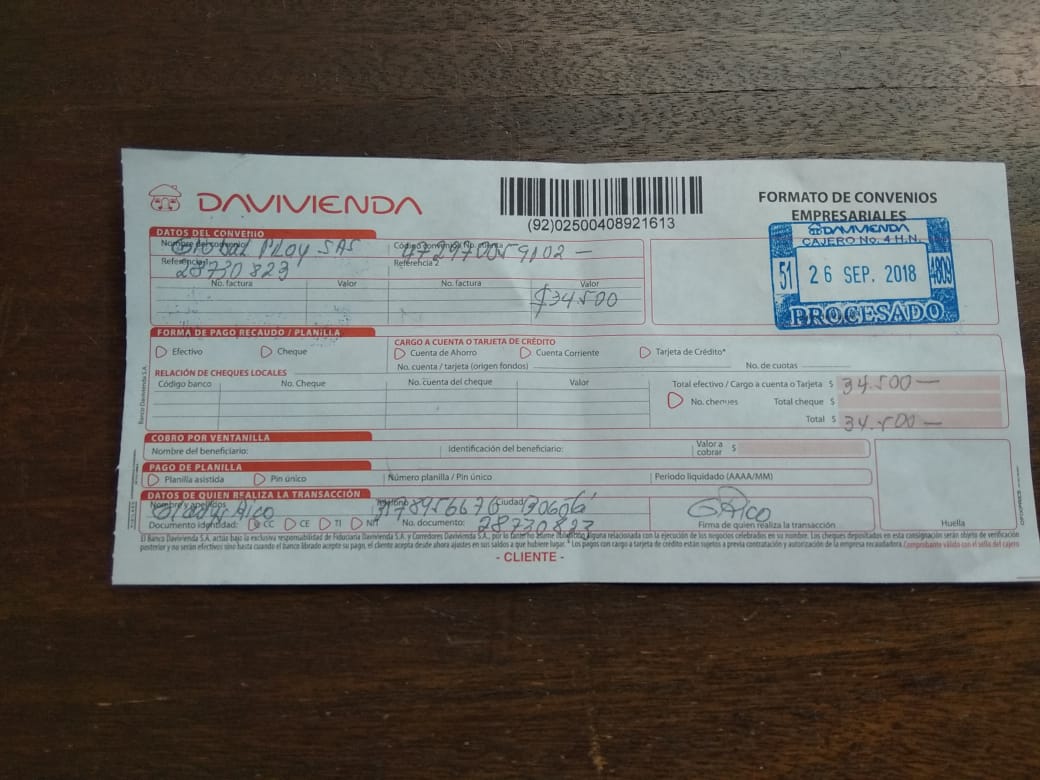 DAVIVIENDA
(92)02500408921613
FORMATO DE CONVENIOS
EMPRESARIALES
DAVIVIENDA
CAJERO No. 4 H.N.
51 26 SEP. 2018 4809
PROCESADO
DATOS DEL CONVENIO
Nombre del convenio SAS Código convenio / No. cuenta
Referencia 1 28730823 Referencia 2
No. factura Valor No. factura Valor
$34.500
FORMA DE PAGO RECAUDO / PLANILLA
Efectivo Cheque
CARGO A CUENTA O TARJETA DE CRÉDITO
Cuenta de Ahorro Cuenta Corriente Tarjeta de Crédito*
No. cuenta / tarjeta (origen fondos) No. de cuotas
RELACIÓN DE CHEQUES LOCALES
Código banco No. Cheque No. cuenta del cheque Valor
Total efectivo / Cargo a cuenta o Tarjeta $ 34.500—
No. cheques Total cheque $
Total $ 34.500—
COBRO POR VENTANILLA
Nombre del beneficiario: Identificación del beneficiario: Valor a cobrar $
PAGO DE PLANILLA
Planilla asistida Pin único Número planilla / Pin único Periodo liquidado (AAAA/MM)
DATOS DE QUIEN REALIZA LA TRANSACCIÓN
Nombre y apellidos Rico Teléfono Ciudad Bogotá GRico
Documento identidad: CC CE TI NIT No. documento: 28730823 Firma de quien realiza la transacción Huella
El Banco Davivienda S.A. actúa bajo la exclusiva responsabilidad de Fiduciaria Davivienda S.A. y Corredores Davivienda S.A., por lo tanto no asume obligación alguna relacionada con la ejecución de los negocios celebrados en su nombre. Los cheques depositados en esta consignación serán objeto de verificación
posterior y no serán efectivos sino hasta cuando el banco librado acepte su pago, el cliente acepta desde ahora ajustes en sus saldos a que hubiere lugar. * Los pagos con cargo a tarjeta de crédito están sujetos a previa contratación y autorización de la empresa recaudadora. Comprobante válido con el sello del cajero
- CLIENTE -
Banco Davivienda S.A.